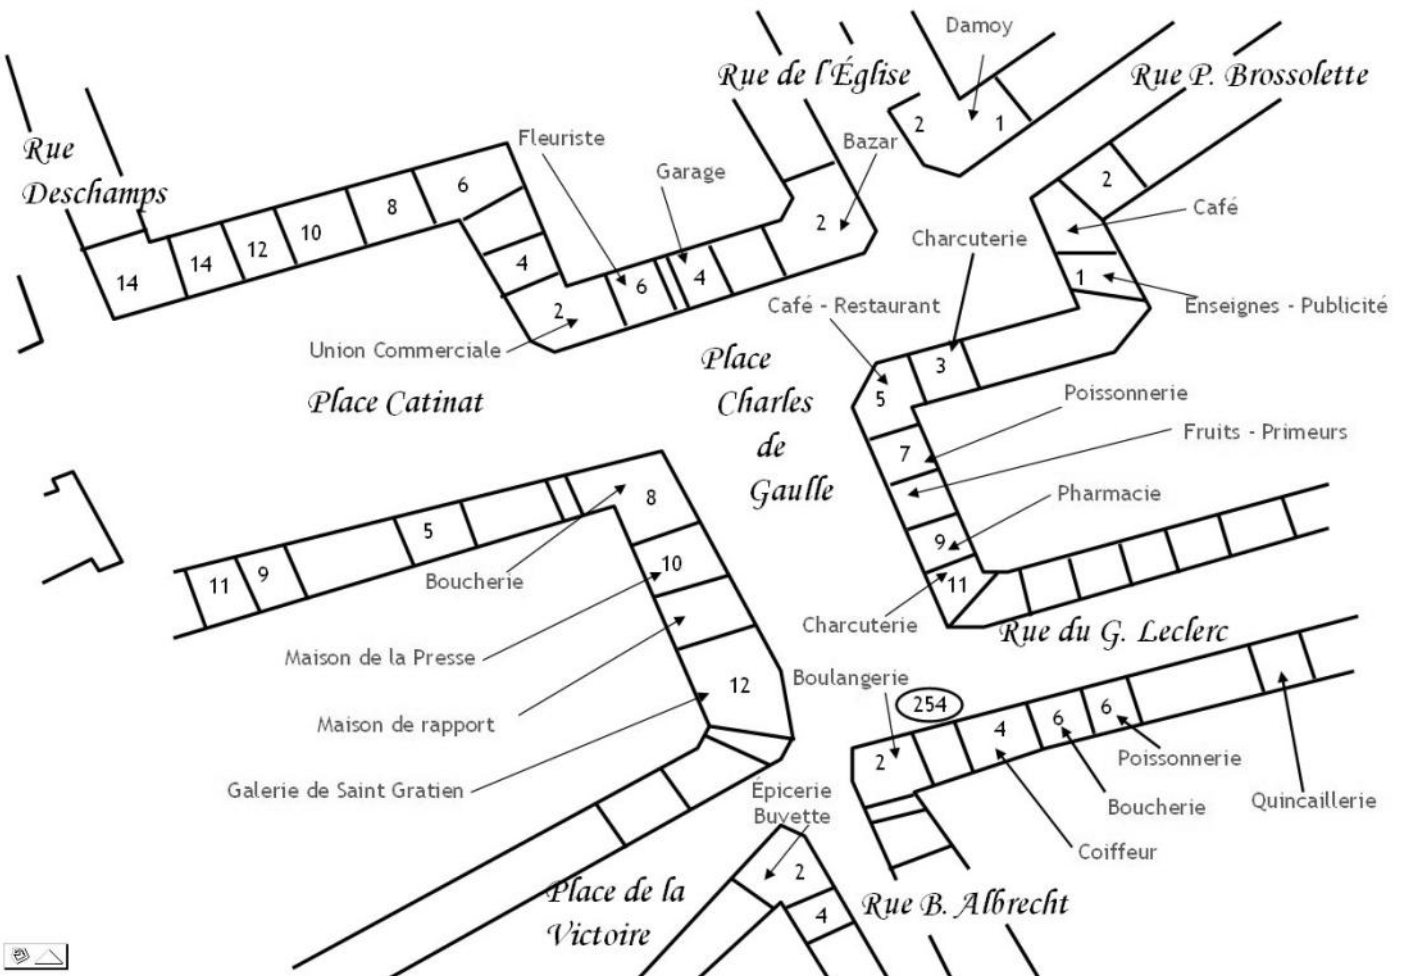 Damoy
Rue de l'Église
Rue P. Brossolette
2
1
Fleuriste
Bazar
Rue
Deschamps
Garage
2
6
8
10
12
14
14
4
2
6
4
2
Café
Charcuterie
1
Enseignes - Publicité
Café - Restaurant
Union Commerciale
Place
Charles
de
Gaulle
Place Catinat
3
5
Poissonnerie
7
Fruits - Primeurs
Pharmacie
9
11
Charcuterie
8
5
11
9
Boucherie
10
Maison de la Presse
Maison de rapport
12
Galerie de Saint Gratien
Rue du G. Leclerc
Boulangerie
254
2
4
6
6
Poissonnerie
Boucherie
Quincaillerie
Coiffeur
Épicerie
Buvette
2
4
Place de la
Victoire
Rue B. Albrecht